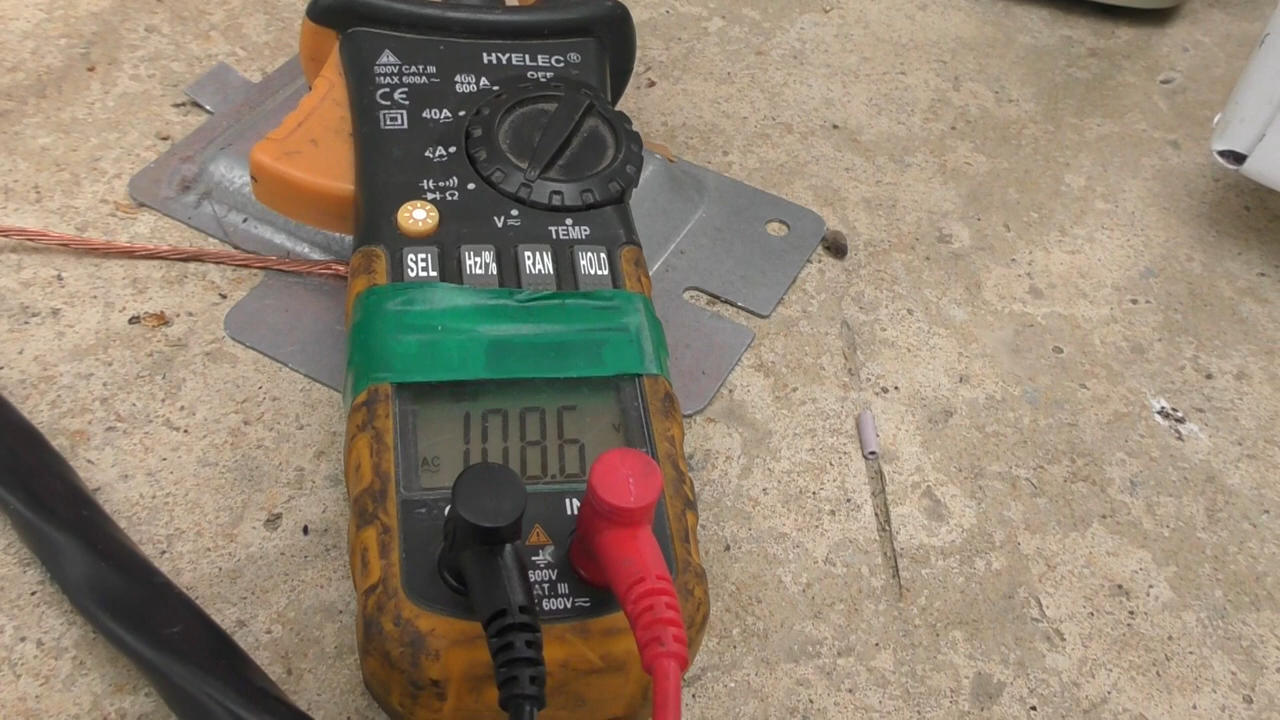 HYELEC®
600V CAT.III
MAX 600A~
CE
OFF
400 A
600
40A
4A
Ω
V
TEMP
SEL
Hz/%
RAN
HOLD
108.6
V
AC
600V
600V